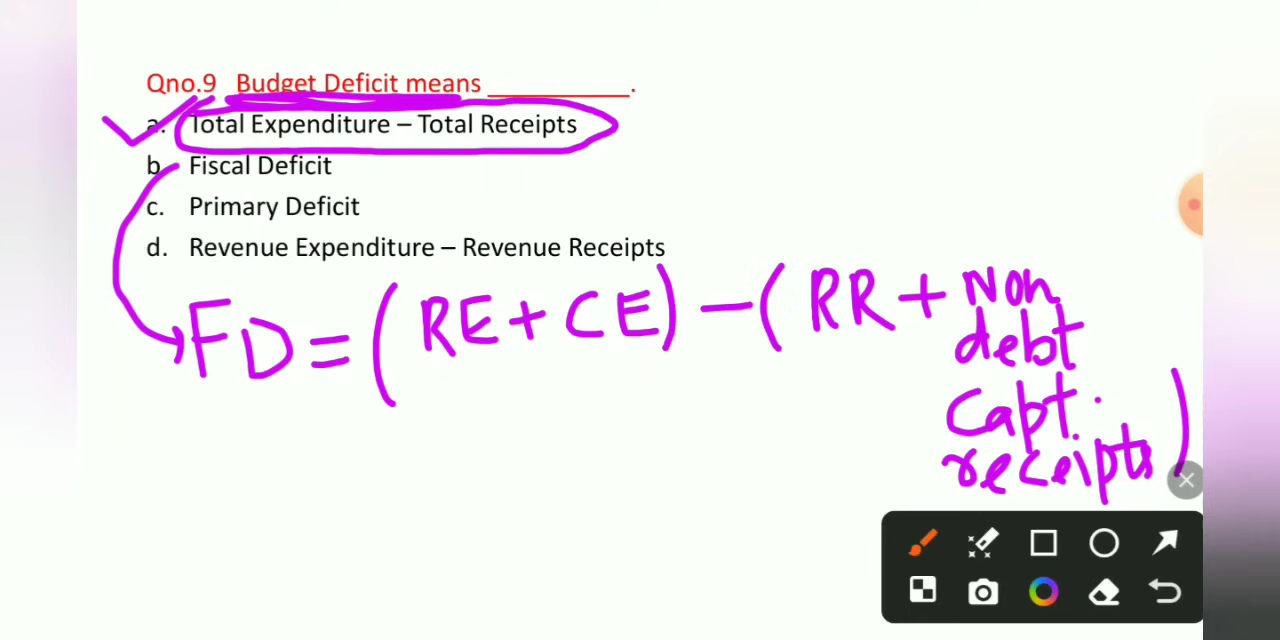 Qno.9 Budget Deficit means ___________.
a. Total Expenditure – Total Receipts
b. Fiscal Deficit
c. Primary Deficit
d. Revenue Expenditure – Revenue Receipts
FD = (RE + CE) – (RR + Non
debt
Capt.
receipts)